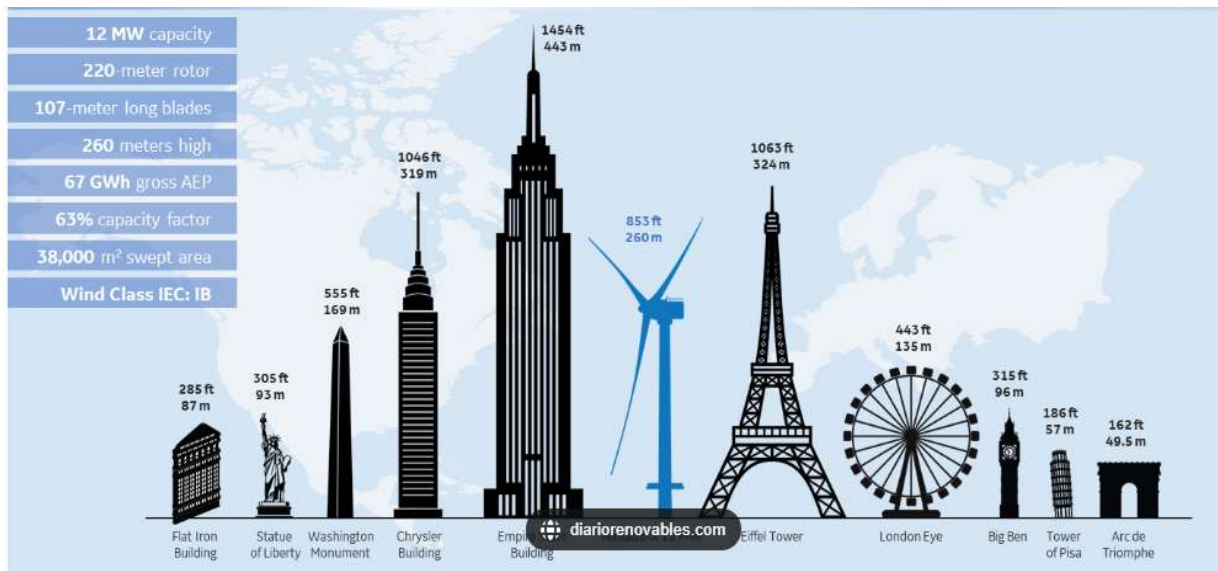 12 MW capacity
220-meter rotor
107-meter long blades
260 meters high
67 GWh gross AEP
63% capacity factor
38,000 m² swept area
Wind Class IEC: IB
285 ft
87 m
305 ft
93 m
555 ft
169 m
1046 ft
319 m
1454 ft
443 m
853 ft
260 m
1063 ft
324 m
443 ft
135 m
315 ft
96 m
186 ft
57 m
162 ft
49.5 m
Flat Iron
Building
Statue
of Liberty
Washington
Monument
Chrysler
Building
Building
diariorenovables.com
Eiffel Tower
London Eye
Big Ben
Tower
of Pisa
Arc de
Triomphe